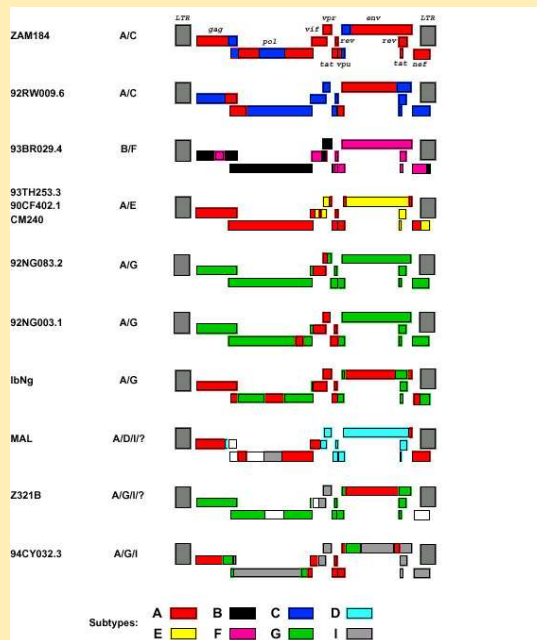 LTR gag pol vif vpr env rev rev LTR
tat vpu tat nef
ZAM184 A/C
92RW009.6 A/C
93BR029.4 B/F
93TH253.3
90CF402.1 A/E
CM240
92NG083.2 A/G
92NG003.1 A/G
IbNg A/G
MAL A/D/I/?
Z321B A/G/I/?
94CY032.3 A/G/I
Subtypes: A B C D
E F G I